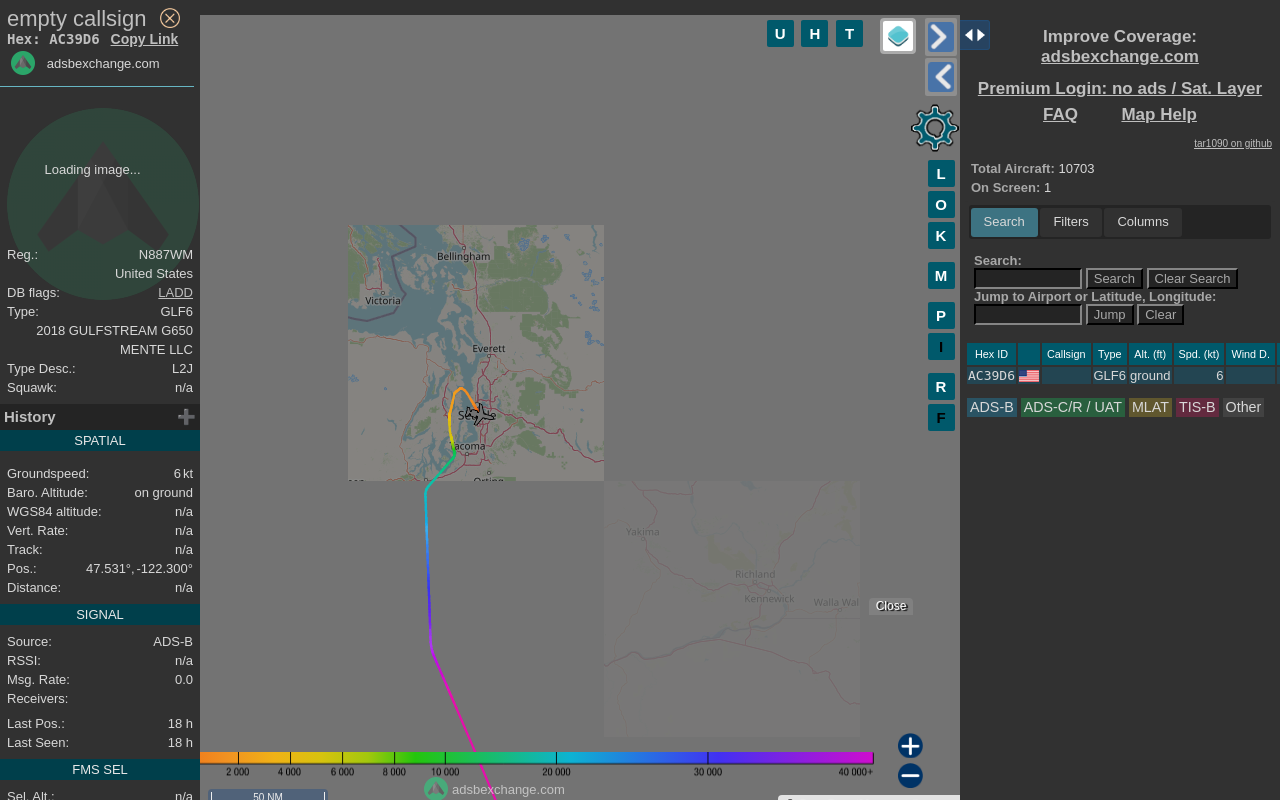 empty callsign
Hex: AC39D6 Copy Link
adsbexchange.com
Loading image...
Reg.: N887WM
United States
DB flags: LADD
Type: GLF6
2018 GULFSTREAM G650
MENTE LLC
Type Desc.: L2J
Squawk: n/a
History
SPATIAL
Groundspeed: 6 kt
Baro. Altitude: on ground
WGS84 altitude: n/a
Vert. Rate: n/a
Track: n/a
Pos.: 47.531°, -122.300°
Distance: n/a
SIGNAL
Source: ADS-B
RSSI: n/a
Msg. Rate: 0.0
Receivers:
Last Pos.: 18 h
Last Seen: 18 h
FMS SEL
Sel. Alt.: n/a
U H T
L
O
K
M
P
I
R
F
Bellingham
Victoria
Everett
Tacoma
Orting
Yakima
Richland
Kennewick
Walla Wal
Close
2 000 4 000 6 000 8 000 10 000 20 000 30 000 40 000+
adsbexchange.com
50 NM
Improve Coverage:
adsbexchange.com
Premium Login: no ads / Sat. Layer
FAQ Map Help
tar1090 on github
Total Aircraft: 10703
On Screen: 1
Search Filters Columns
Search:
Search Clear Search
Jump to Airport or Latitude, Longitude:
Jump Clear
Hex ID Callsign Type Alt. (ft) Spd. (kt) Wind D.
AC39D6 GLF6 ground 6
ADS-B ADS-C/R / UAT MLAT TIS-B Other